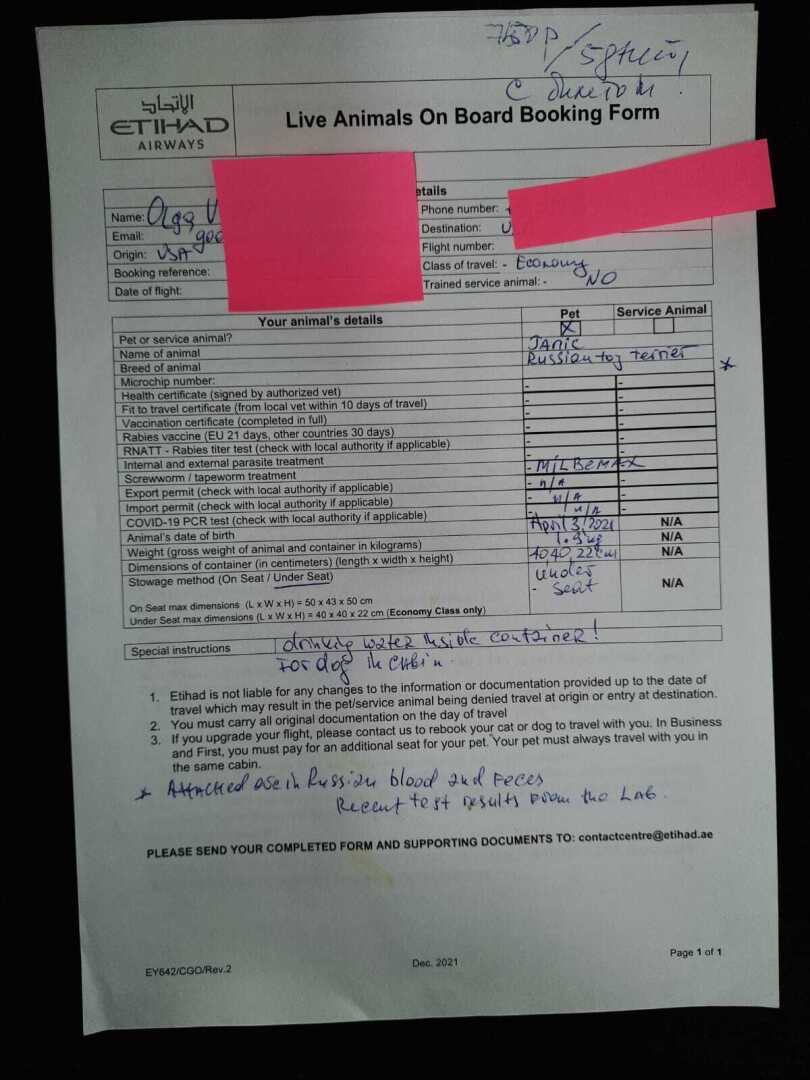 с билетом.
الإتحاد
ETIHAD
AIRWAYS
Live Animals On Board Booking Form
etails
Name: Olga V
Phone number:
Email: goo
Destination: U
Origin: USA
Flight number:
Booking reference:
Class of travel: - Economy
Date of flight:
Trained service animal: - NO
Your animal's details Pet Service Animal
Pet or service animal? X
Name of animal JANIC
Breed of animal Russian toy terrier *
Microchip number:
Health certificate (signed by authorized vet) - -
Fit to travel certificate (from local vet within 10 days of travel) - -
Vaccination certificate (completed in full) - -
Rabies vaccine (EU 21 days, other countries 30 days) - -
RNATT - Rabies titer test (check with local authority if applicable) - -
Internal and external parasite treatment - -
Screwworm / tapeworm treatment - MILBEMAX -
Export permit (check with local authority if applicable) - n/A -
Import permit (check with local authority if applicable) - n/A -
COVID-19 PCR test (check with local authority if applicable) n/A -
Animal's date of birth April 3, 2021 N/A
Weight (gross weight of animal and container in kilograms) 1.9 kg N/A
Dimensions of container (in centimeters) (length x width x height) 40 40, 22 cm N/A
Stowage method (On Seat / Under Seat) under - seat N/A
On Seat max dimensions (L x W x H) = 50 x 43 x 50 cm
Under Seat max dimensions (L x W x H) = 40 x 40 x 22 cm (Economy Class only)
Special instructions drinking water inside container!
For dog in cabin.
1. Etihad is not liable for any changes to the information or documentation provided up to the date of
travel which may result in the pet/service animal being denied travel at origin or entry at destination.
2. You must carry all original documentation on the day of travel
3. If you upgrade your flight, please contact us to rebook your cat or dog to travel with you. In Business
and First, you must pay for an additional seat for your pet. Your pet must always travel with you in
the same cabin.
* Attached are in Russian blood and Feces
Recent test results from the Lab.
PLEASE SEND YOUR COMPLETED FORM AND SUPPORTING DOCUMENTS TO: contactcentre@etihad.ae
EY642/CGO/Rev.2
Dec. 2021
Page 1 of 1